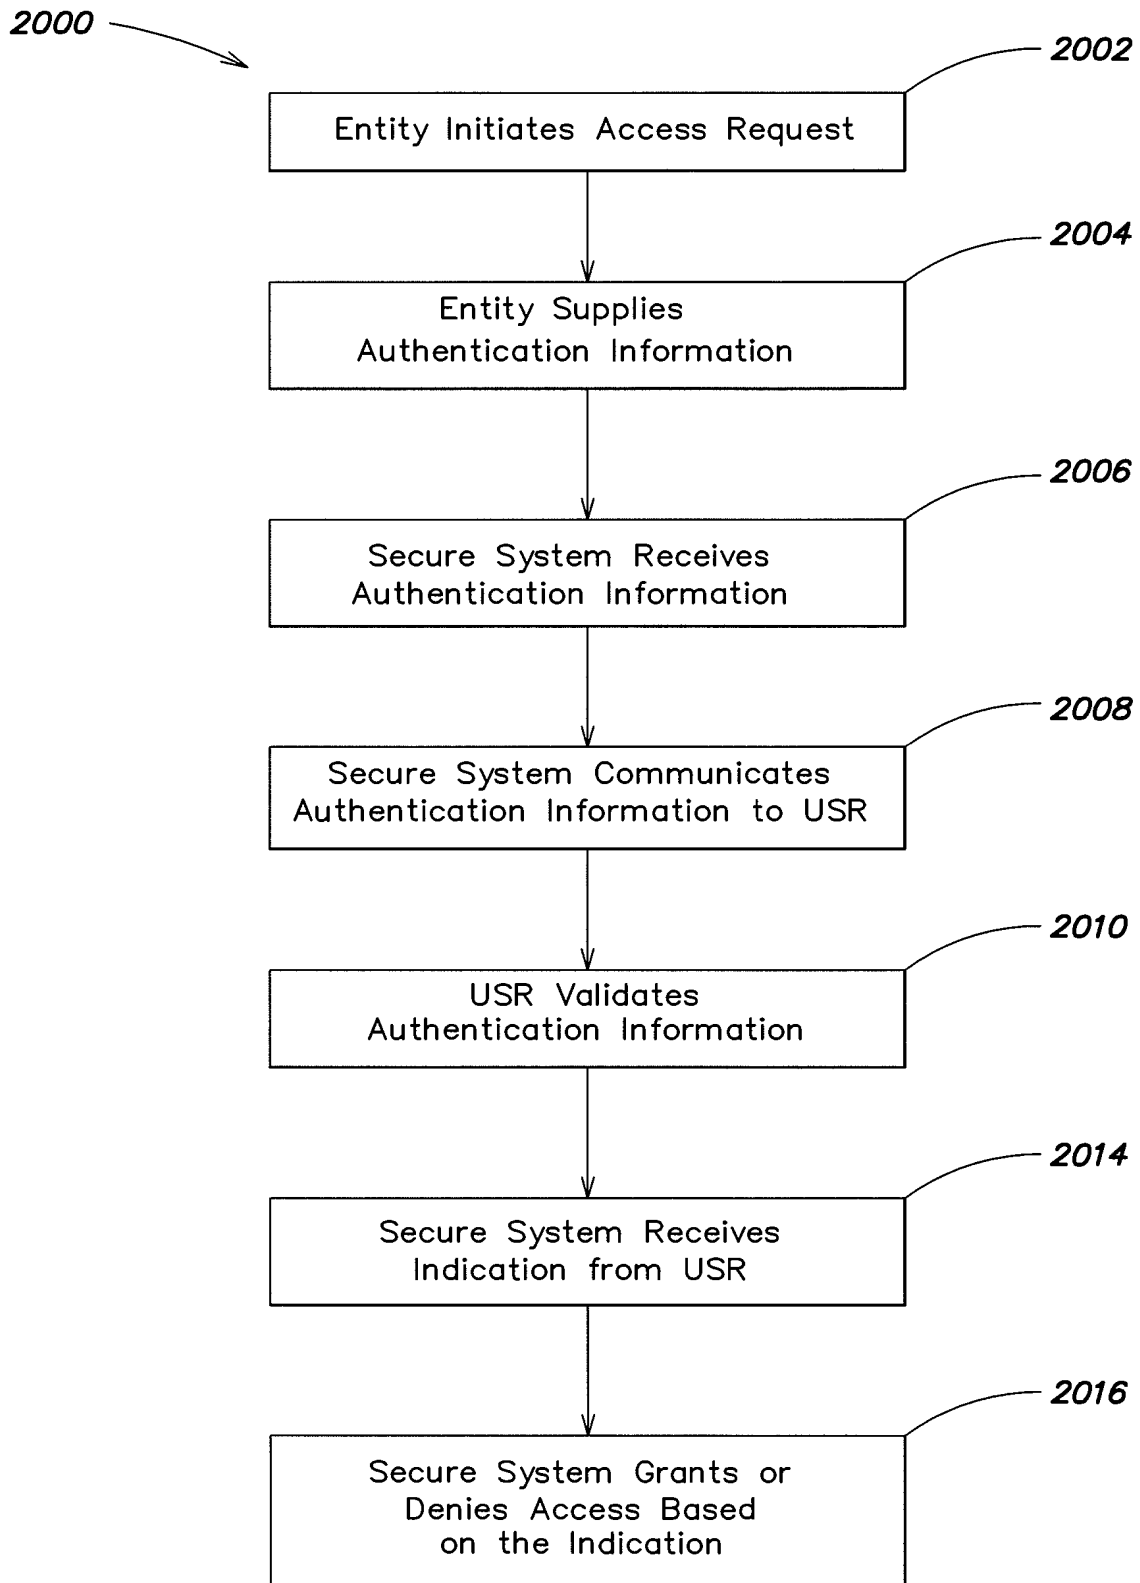 2000
2002
Entity Initiates Access Request
2004
Entity Supplies
Authentication Information
2006
Secure System Receives
Authentication Information
2008
Secure System Communicates
Authentication Information to USR
2010
USR Validates
Authentication Information
2014
Secure System Receives
Indication from USR
2016
Secure System Grants or
Denies Access Based
on the Indication